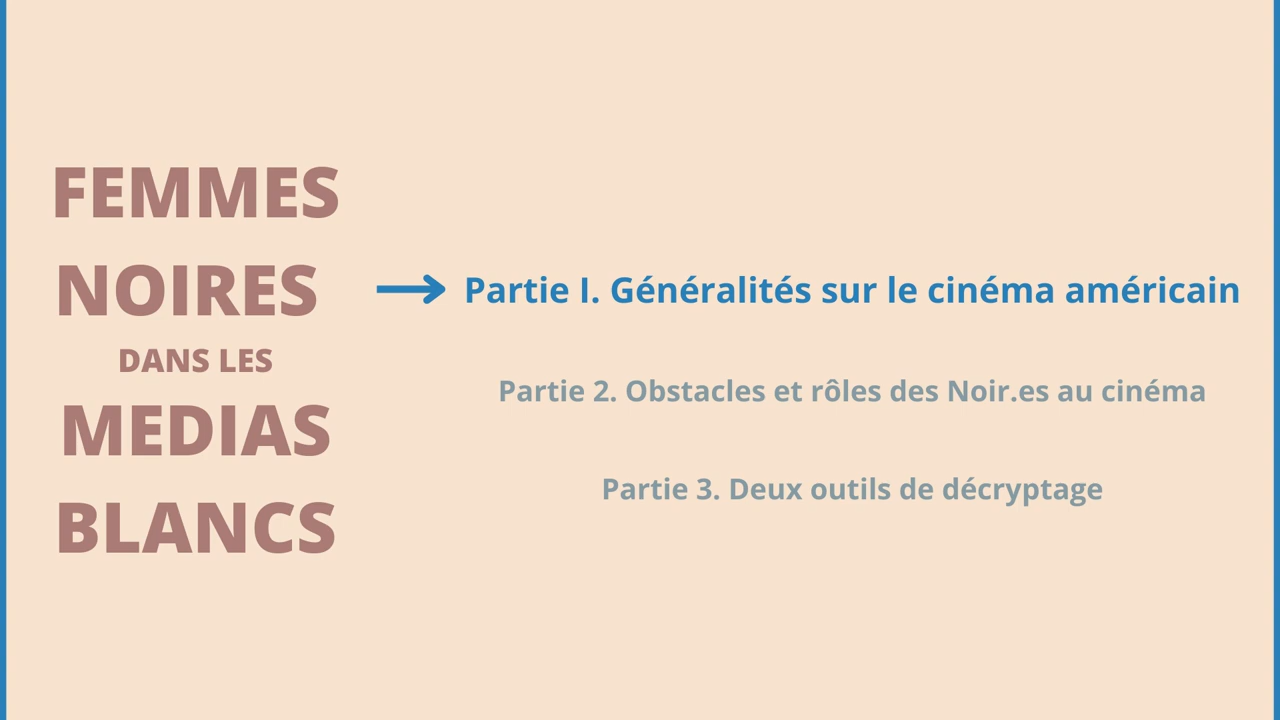 FEMMES
NOIRES
DANS LES
MEDIAS
BLANCS
Partie I. Généralités sur le cinéma américain
Partie 2. Obstacles et rôles des Noir.es au cinéma
Partie 3. Deux outils de décryptage